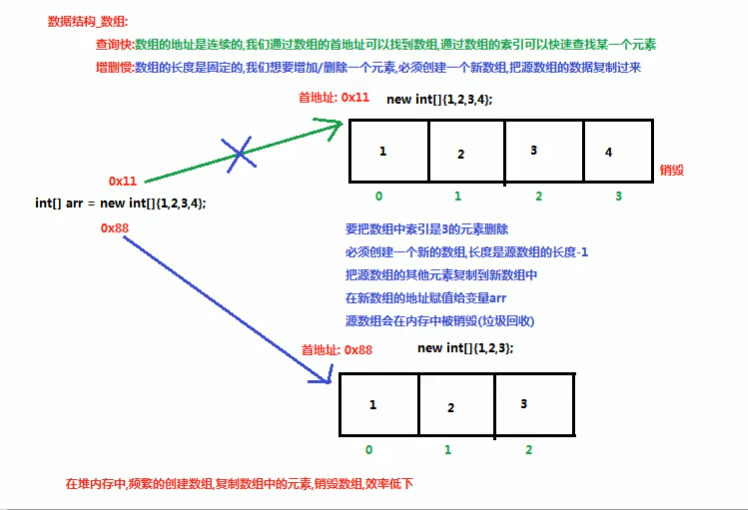 数据结构_数组:
查询快:数组的地址是连续的,我们通过数组的首地址可以找到数组,通过数组的索引可以快速查找某一个元素
增删慢:数组的长度是固定的,我们想要增加/删除一个元素,必须创建一个新数组,把源数组的数据复制过来
首地址: 0x11 new int[]{1,2,3,4};
1 2 3 4
销毁
0 1 2 3
0x11
int[] arr = new int[]{1,2,3,4};
0x88
要把数组中索引是3的元素删除
必须创建一个新的数组,长度是源数组的长度-1
把源数组的其他元素复制到新数组中
在新数组的地址赋值给变量arr
源数组会在内存中被销毁(垃圾回收)
首地址: 0x88 new int[]{1,2,3};
1 2 3
0 1 2
在堆内存中,频繁的创建数组,复制数组中的元素,销毁数组,效率低下